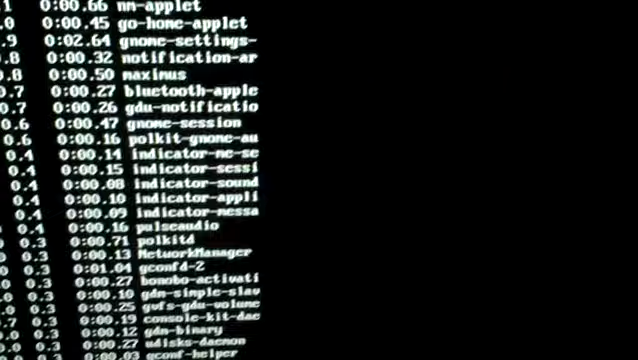 .1 0:00.66 nm-applet
.0 0:00.45 go-home-applet
.9 0:02.64 gnome-settings-
.8 0:00.32 notification-ar
.8 0:00.50 maximus
0.7 0:00.27 bluetooth-apple
0.7 0:00.26 gdu-notificatio
0.6 0:00.47 gnome-session
0.6 0:00.16 polkit-gnome-au
0.4 0:00.14 indicator-me-se
0.4 0:00.15 indicator-sessi
0.4 0:00.08 indicator-sound
0.4 0:00.10 indicator-appli
0.4 0:00.09 indicator-messa
0.4 0:00.16 pulseaudio
0.3 0:00.71 polkitd
0.3 0:00.13 NetworkManager
0.3 0:01.04 gconfd-2
0.3 0:00.27 bonobo-activati
0.3 0:00.10 gdm-simple-slav
0.3 0:00.25 gvfs-gdu-volume
0.3 0:00.19 console-kit-dae
0.3 0:00.12 gdm-binary
0.3 0:00.27 udisks-daemon
0:00.03 gconf-helper